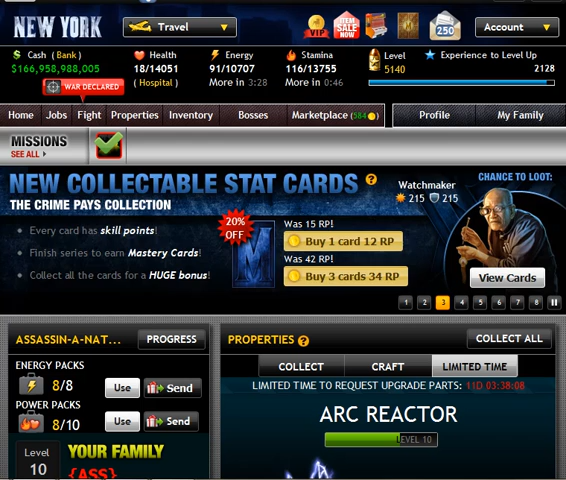 NEW YORK
Travel
VIP
ITEM SALE NOW
250
Account
Cash ( Bank )
$166,958,988,005
WAR DECLARED
Health
18/14051
( Hospital )
Energy
91/10707
More in 3:28
Stamina
116/13755
More in 0:46
Level
5140
Experience to Level Up
2128
Home
Jobs
Fight
Properties
Inventory
Bosses
Marketplace (584)
Profile
My Family
MISSIONS
SEE ALL
NEW COLLECTABLE STAT CARDS ?
THE CRIME PAYS COLLECTION
Every card has skill points!
Finish series to earn Mastery Cards!
Collect all the cards for a HUGE bonus!
20% OFF
Was 15 RP!
Buy 1 card 12 RP
Was 42 RP!
Buy 3 cards 34 RP
CHANCE TO LOOT:
Watchmaker
215 215
View Cards
1 2 3 4 5 6 7 8
ASSASSIN-A-NAT...
PROGRESS
ENERGY PACKS
8/8
Use
Send
POWER PACKS
8/10
Use
Send
Level
10
YOUR FAMILY
{ASS}
PROPERTIES ?
COLLECT ALL
COLLECT
CRAFT
LIMITED TIME
LIMITED TIME TO REQUEST UPGRADE PARTS: 11D 03:38:08
ARC REACTOR
LEVEL 10